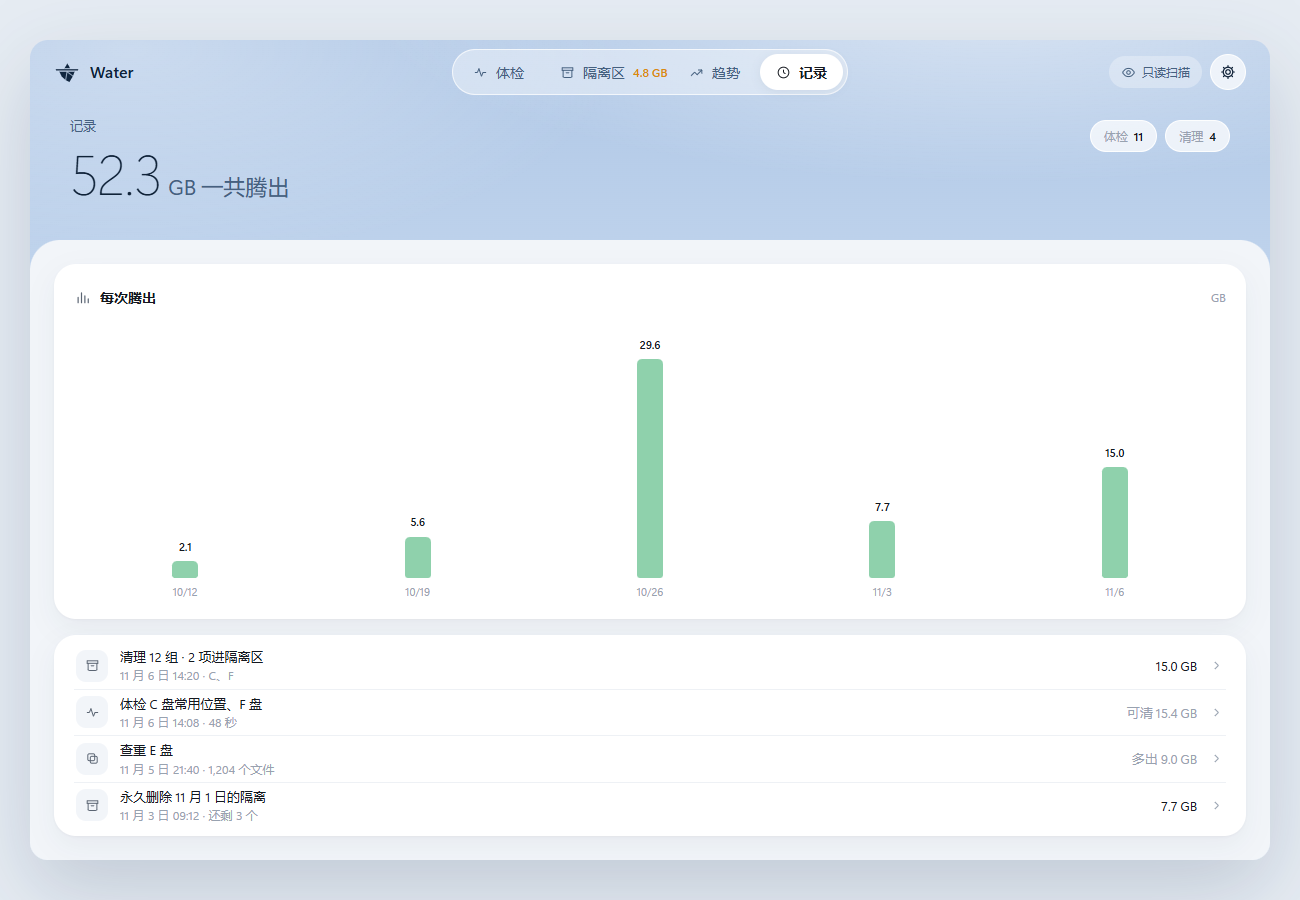 Water
体检
隔离区 4.8 GB
趋势
记录
只读扫描
记录
体检 11
清理 4
52.3 GB 一共腾出
每次腾出
GB
29.6
15.0
7.7
5.6
2.1
10/12
10/19
10/26
11/3
11/6
清理 12 组 · 2 项进隔离区
11 月 6 日 14:20 · C、F
15.0 GB
体检 C 盘常用位置、F 盘
11 月 6 日 14:08 · 48 秒
可清 15.4 GB
查重 E 盘
11 月 5 日 21:40 · 1,204 个文件
多出 9.0 GB
永久删除 11 月 1 日的隔离
11 月 3 日 09:12 · 还剩 3 个
7.7 GB